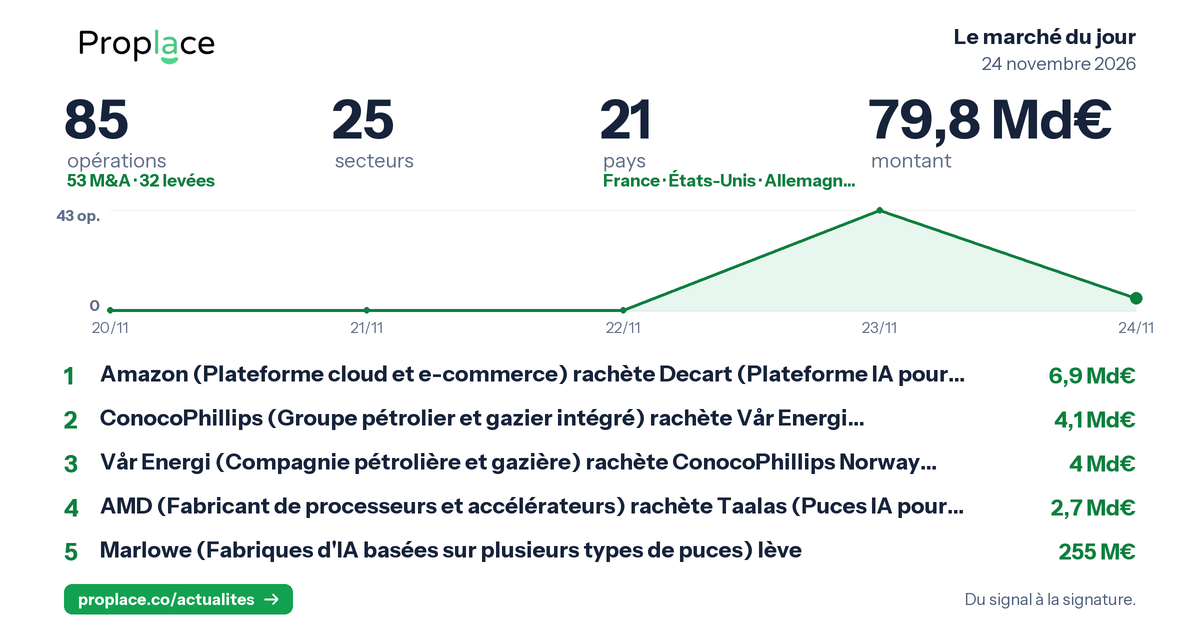 Proplace
Le marché du jour
24 novembre 2026
85
opérations
53 M&A · 32 levées
25
secteurs
21
pays
France · États-Unis · Allemagn...
79,8 Md€
montant
43 op.
0
20/11
21/11
22/11
23/11
24/11
1 Amazon (Plateforme cloud et e-commerce) rachète Decart (Plateforme IA pour... 6,9 Md€
2 ConocoPhillips (Groupe pétrolier et gazier intégré) rachète Vår Energi... 4,1 Md€
3 Vår Energi (Compagnie pétrolière et gazière) rachète ConocoPhillips Norway... 4 Md€
4 AMD (Fabricant de processeurs et accélérateurs) rachète Taalas (Puces IA pour... 2,7 Md€
5 Marlowe (Fabriques d'IA basées sur plusieurs types de puces) lève 255 M€
proplace.co/actualites →
Du signal à la signature.